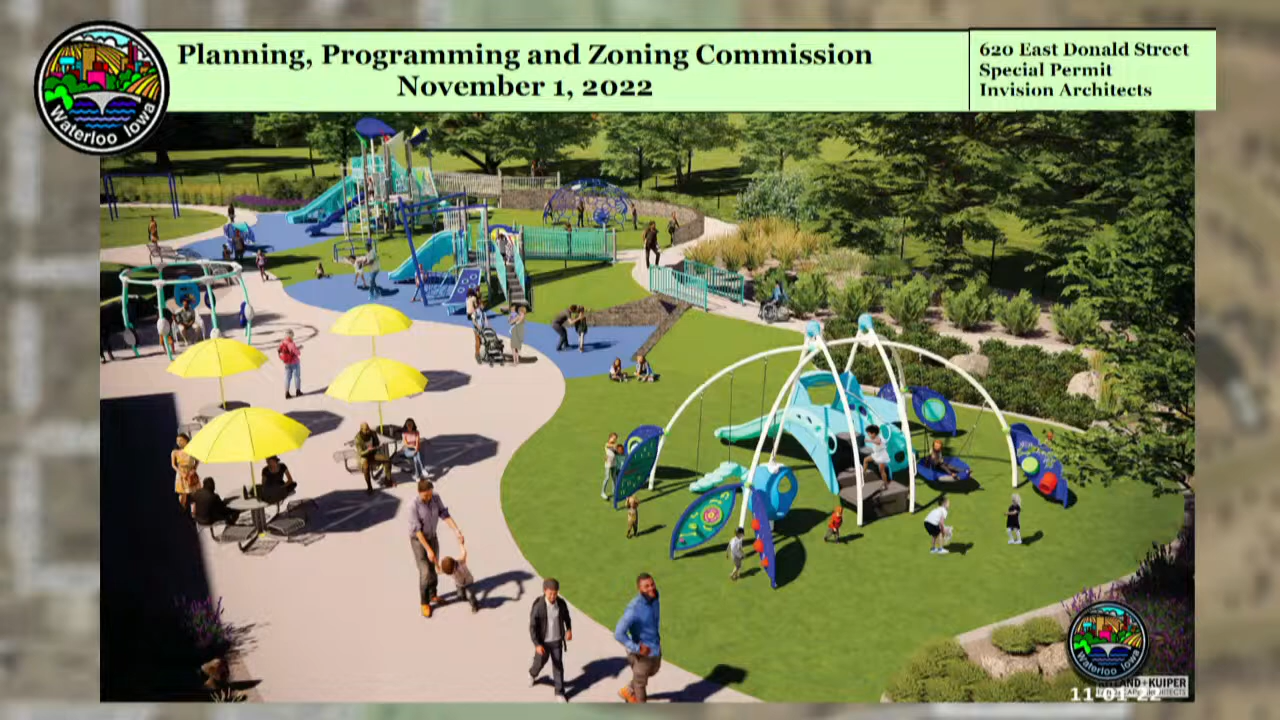 Planning, Programming and Zoning Commission
November 1, 2022
620 East Donald Street
Special Permit
Invision Architects
Waterloo Iowa
Waterloo Iowa
11-01-22